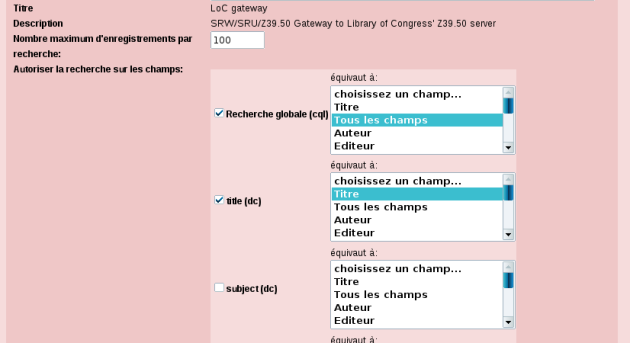 Titre LoC gateway
Description SRW/SRU/Z39.50 Gateway to Library of Congress' Z39.50 server
Nombre maximum d'enregistrements par recherche: 100
Autoriser la recherche sur les champs:
équivaut à:
Recherche globale (cql)
choisissez un champ...
Titre
Tous les champs
Auteur
Editeur
équivaut à:
title (dc)
choisissez un champ...
Titre
Tous les champs
Auteur
Editeur
équivaut à:
subject (dc)
choisissez un champ...
Titre
Tous les champs
Auteur
Editeur
équivaut à: